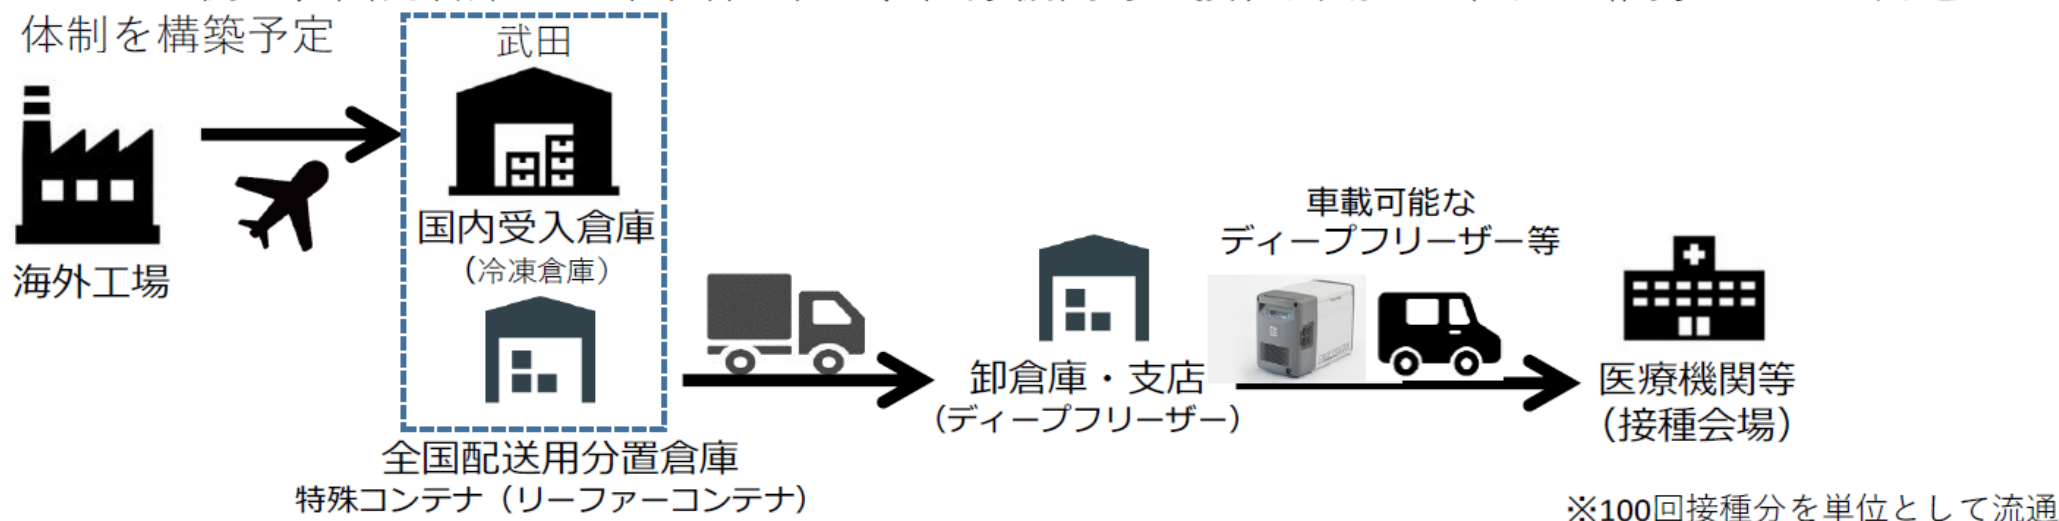 体制を構築予定
武田
国内受入倉庫
（冷凍倉庫）
海外工場
全国配送用分置倉庫
特殊コンテナ（リーファーコンテナ）
卸倉庫・支店
（ディープフリーザー）
車載可能な
ディープフリーザー等
医療機関等
（接種会場）
※100回接種分を単位として流通